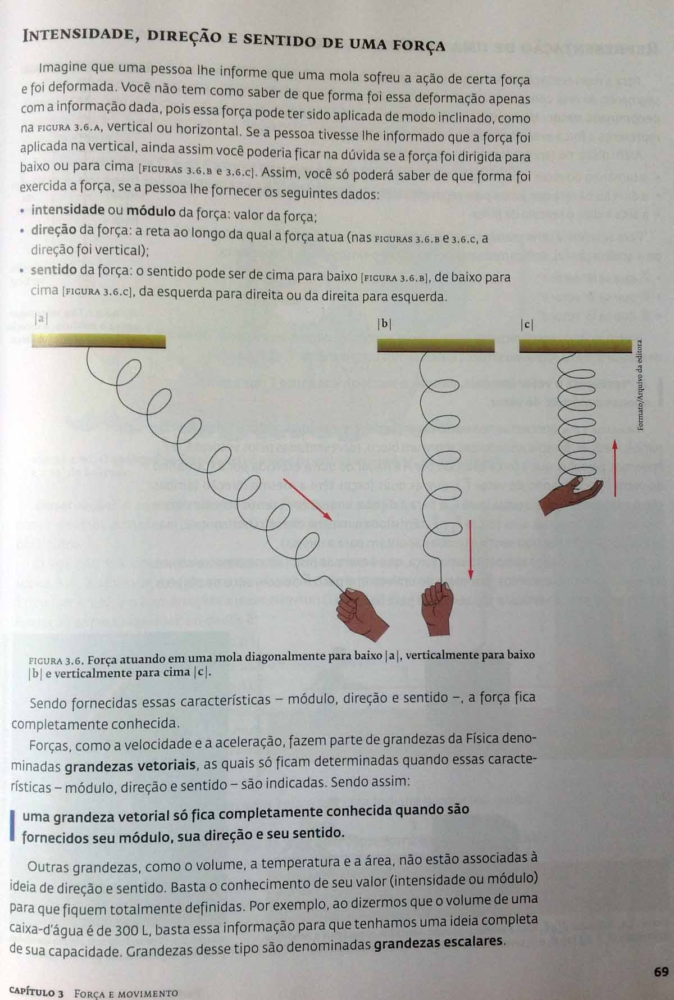 INTENSIDADE, DIREÇÃO E SENTIDO DE UMA FORÇA
Imagine que uma pessoa lhe informe que uma mola sofreu a ação de certa força
e foi deformada. Você não tem como saber de que forma foi essa deformação apenas
com a informação dada, pois essa força pode ter sido aplicada de modo inclinado, como
na FIGURA 3.6.A, vertical ou horizontal. Se a pessoa tivesse lhe informado que a força foi
aplicada na vertical, ainda assim você poderia ficar na dúvida se a força foi dirigida para
baixo ou para cima [FIGURAS 3.6.B e 3.6.C]. Assim, você só poderá saber de que forma foi
exercida a força, se a pessoa lhe fornecer os seguintes dados:
• intensidade ou módulo da força: valor da força;
• direção da força: a reta ao longo da qual a força atua (nas FIGURAS 3.6.B e 3.6.C, a
direção foi vertical);
• sentido da força: o sentido pode ser de cima para baixo [FIGURA 3.6.B], de baixo para
cima [FIGURA 3.6.C], da esquerda para direita ou da direita para esquerda.
|a|
|b|
|c|
Formato/Arquivo da editora
FIGURA 3.6. Força atuando em uma mola diagonalmente para baixo |a|, verticalmente para baixo
|b| e verticalmente para cima |c|.
Sendo fornecidas essas características – módulo, direção e sentido –, a força fica
completamente conhecida.
Forças, como a velocidade e a aceleração, fazem parte de grandezas da Física deno-
minadas grandezas vetoriais, as quais só ficam determinadas quando essas caracte-
rísticas – módulo, direção e sentido – são indicadas. Sendo assim:
uma grandeza vetorial só fica completamente conhecida quando são
fornecidos seu módulo, sua direção e seu sentido.
Outras grandezas, como o volume, a temperatura e a área, não estão associadas à
ideia de direção e sentido. Basta o conhecimento de seu valor (intensidade ou módulo)
para que fiquem totalmente definidas. Por exemplo, ao dizermos que o volume de uma
caixa-d'água é de 300 L, basta essa informação para que tenhamos uma ideia completa
de sua capacidade. Grandezas desse tipo são denominadas grandezas escalares.
69
CAPÍTULO 3 FORÇA E MOVIMENTO